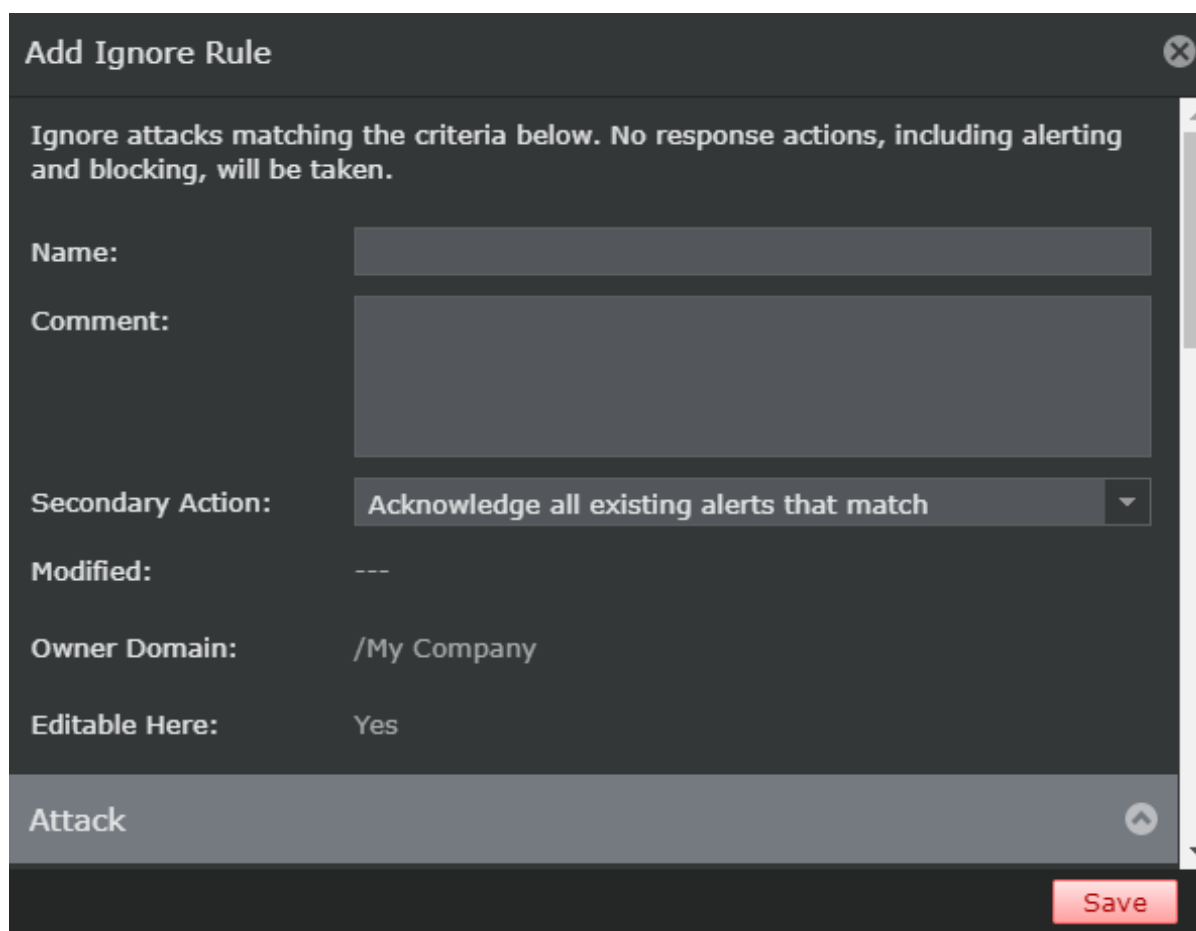 Add Ignore Rule
Ignore attacks matching the criteria below. No response actions, including alerting
and blocking, will be taken.
Name:
Comment:
Secondary Action: Acknowledge all existing alerts that match
Modified: ---
Owner Domain: /My Company
Editable Here: Yes
Attack
Save